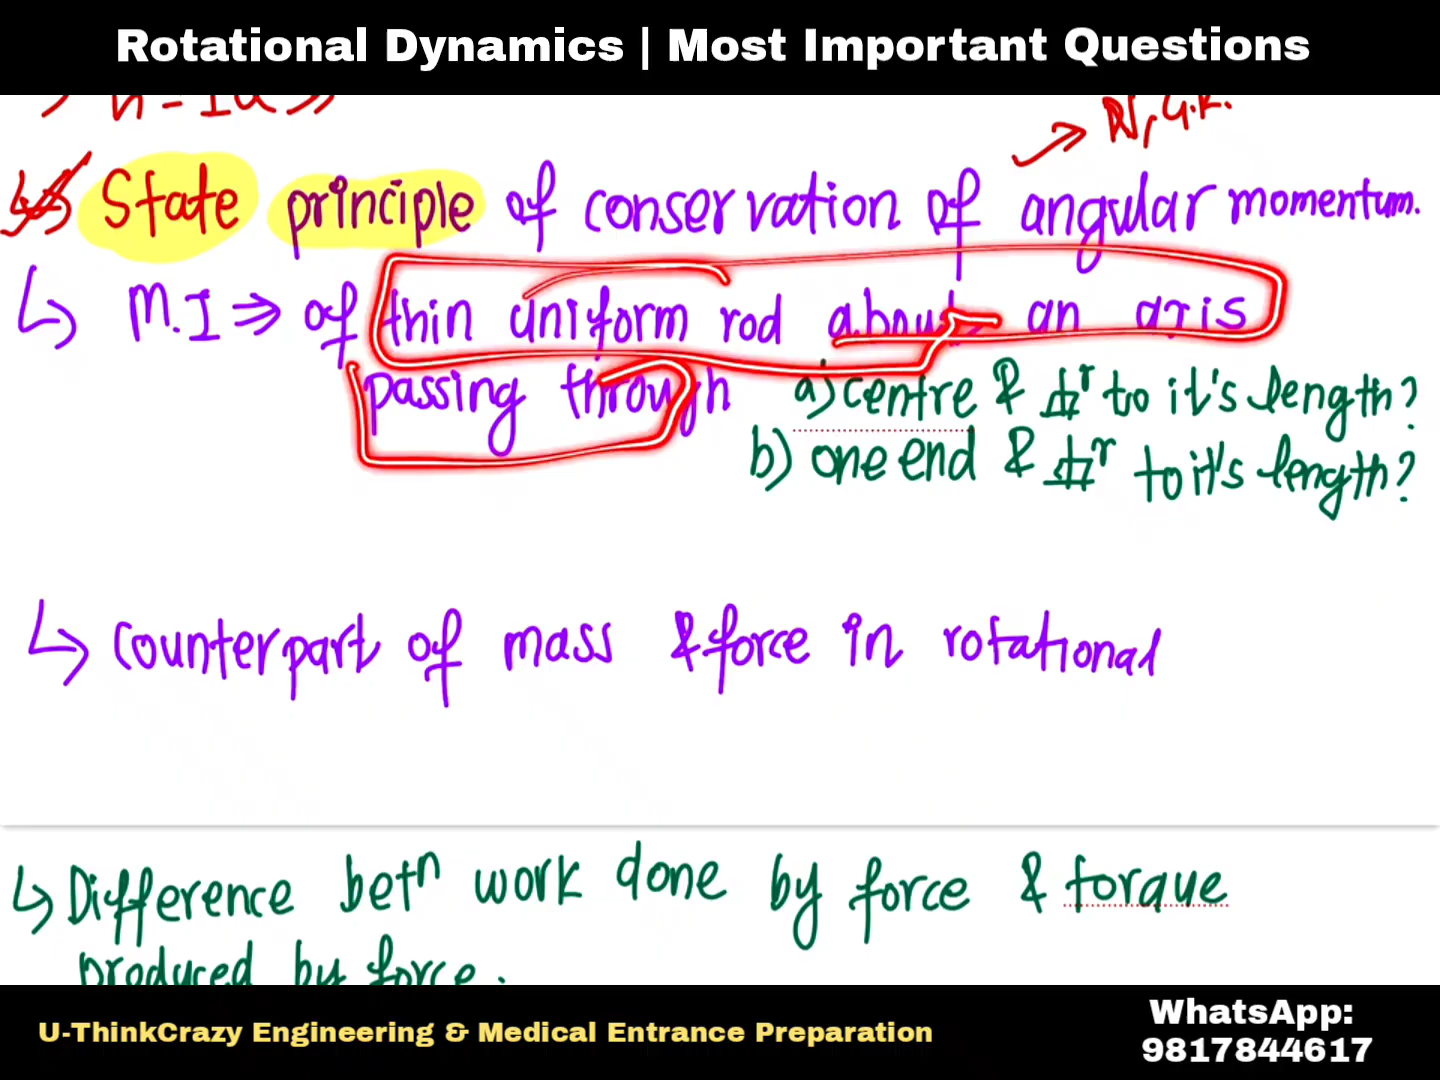 Rotational Dynamics | Most Important Questions
State principle of conservation of angular momentum.
M.I ⇒ of thin uniform rod about an axis
passing through a) centre & ⊥r to it's length?
b) one end & ⊥r to it's length?
counterpart of mass & force in rotational
Difference betn work done by force & torque
produced by force.
U-ThinkCrazy Engineering & Medical Entrance Preparation
WhatsApp:
9817844617